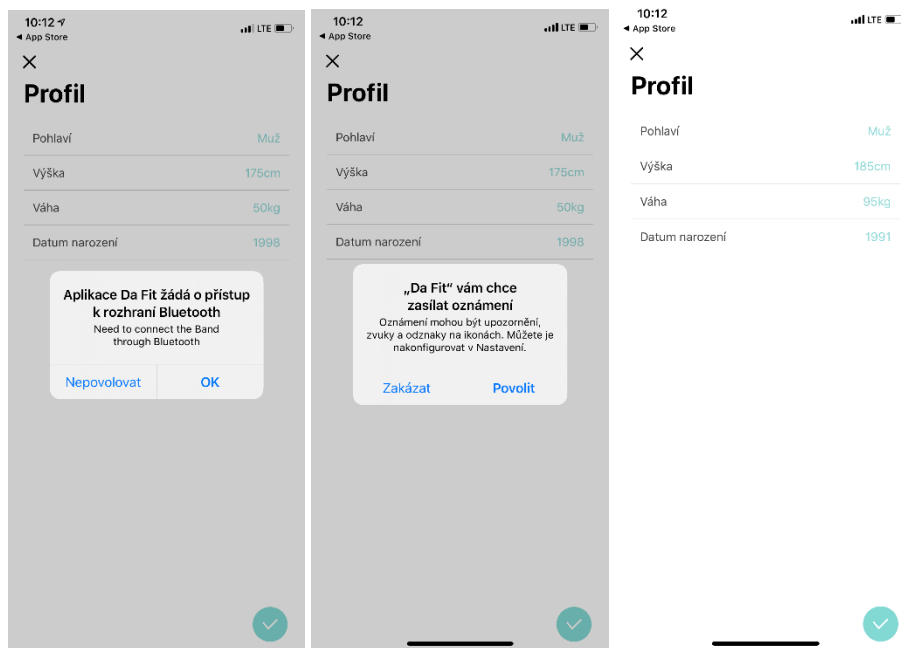 10:12
LTE
◀ App Store
Profil
Pohlaví Muž
Výška 175cm
Váha 50kg
Datum narození 1998
Aplikace Da Fit žádá o přístup
k rozhraní Bluetooth
Need to connect the Band
through Bluetooth
Nepovolovat OK
10:12
LTE
◀ App Store
Profil
Pohlaví Muž
Výška 175cm
Váha 50kg
Datum narození 1998
„Da Fit“ vám chce
zasílat oznámení
Oznámení mohou být upozornění,
zvuky a odznaky na ikonách. Můžete je
nakonfigurovat v Nastavení.
Zakázat Povolit
10:12
LTE
◀ App Store
Profil
Pohlaví Muž
Výška 185cm
Váha 95kg
Datum narození 1991